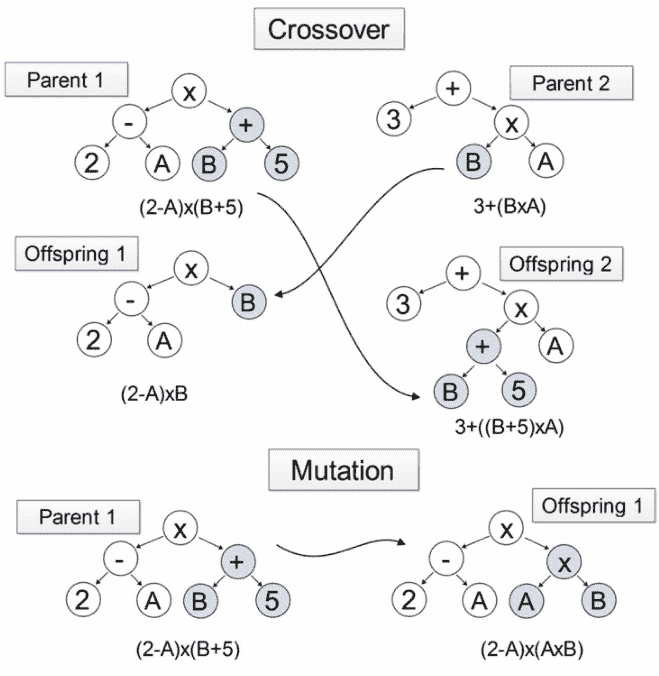 Crossover
Parent 1
x
- +
2 A B 5
(2-A)x(B+5)
Parent 2
+
3 x
B A
3+(BxA)
Offspring 1
x
- B
2 A
(2-A)xB
Offspring 2
+
3 x
+ A
B 5
3+((B+5)xA)
Mutation
Parent 1
x
- +
2 A B 5
(2-A)x(B+5)
Offspring 1
x
- x
2 A A B
(2-A)x(AxB)